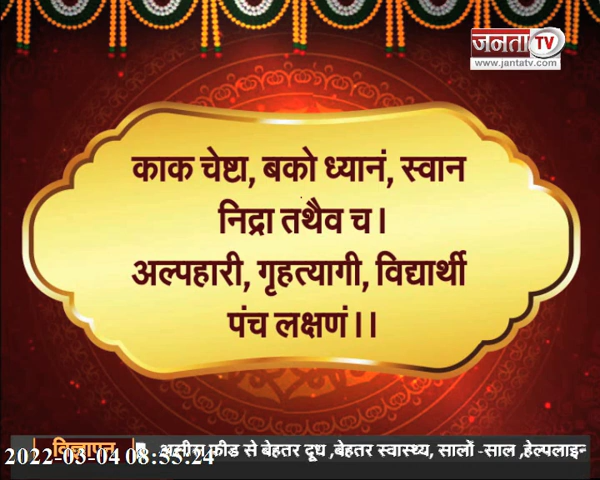 जनता TV
www.jantatv.com
काक चेष्टा, बको ध्यानं, स्वान
निद्रा तथैव च।
अल्पहारी, गृहत्यागी, विद्यार्थी
पंच लक्षणं।।
विज्ञापन असीम फीड से बेहतर दूध ,बेहतर स्वास्थ्य, सालों -साल ,हेल्पलाइन
2022-03-04 08:55:24